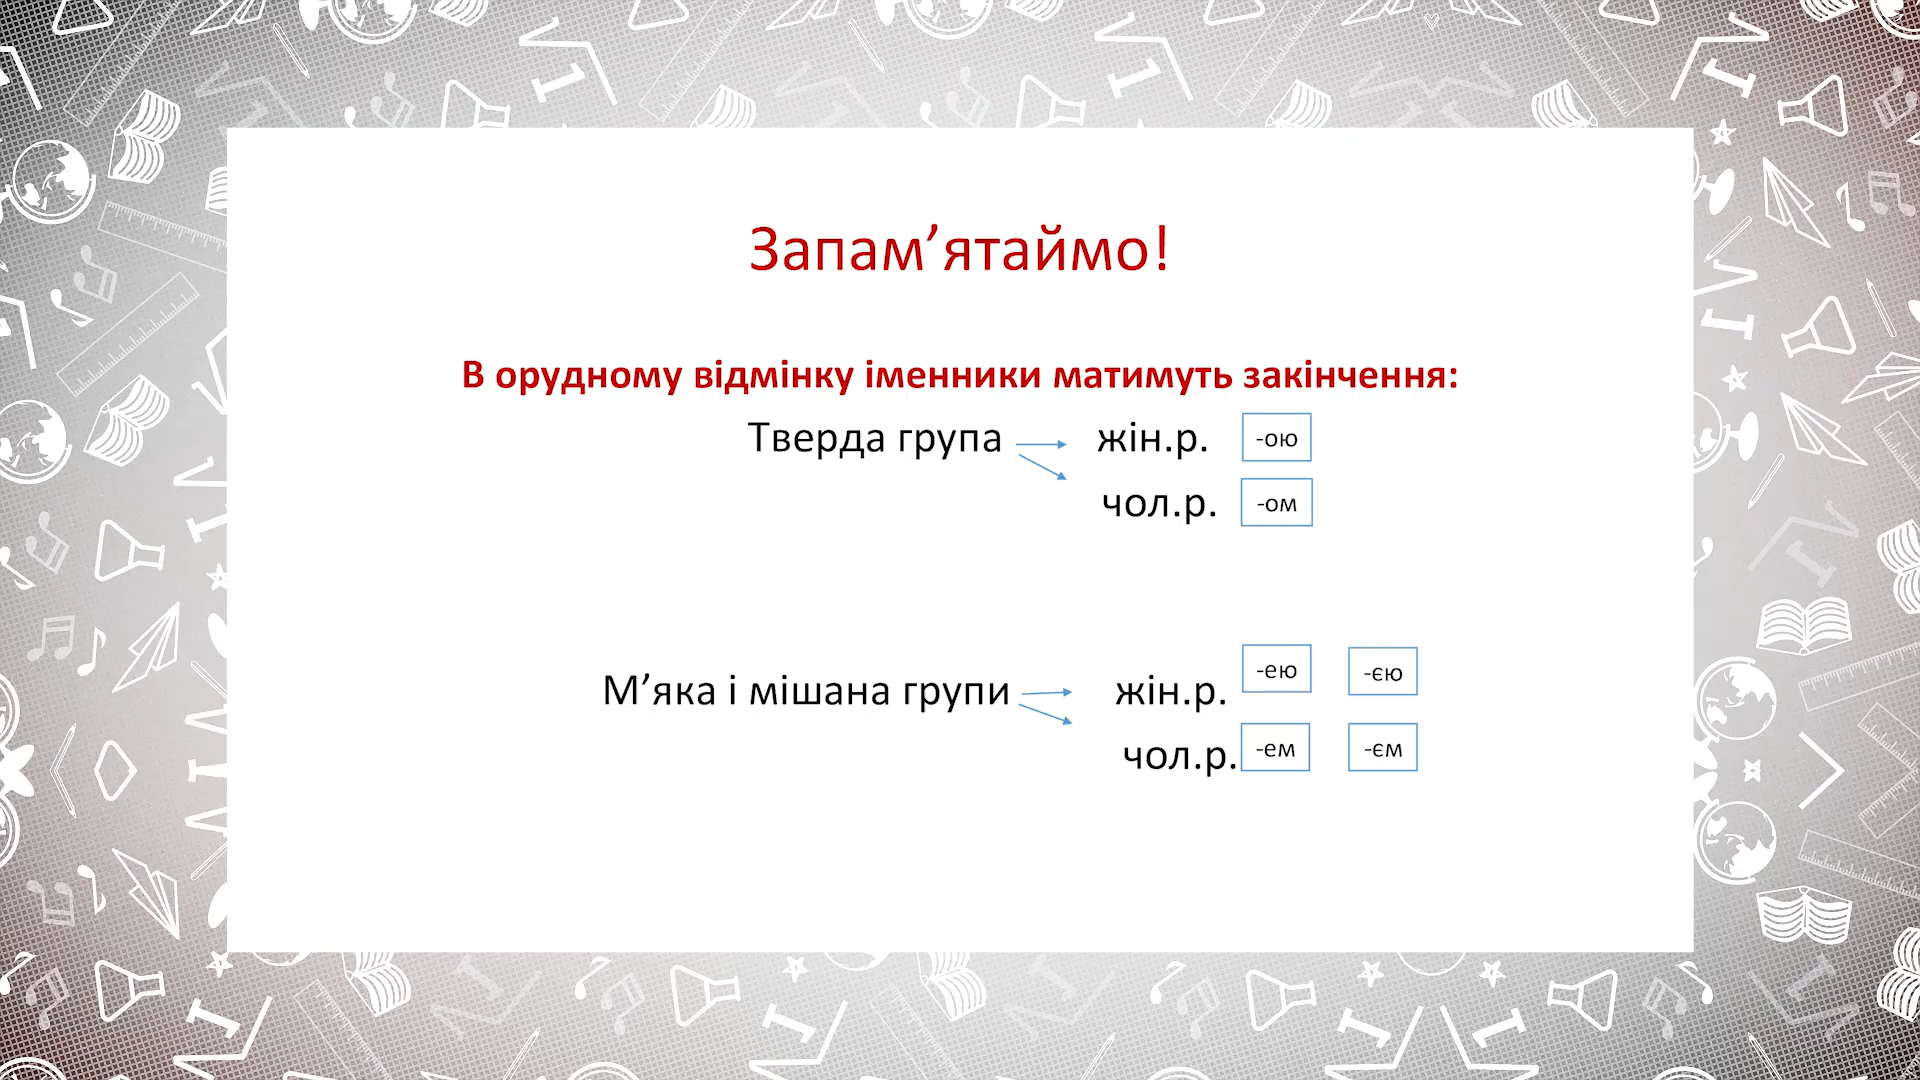 Запам’ятаймо!
В орудному відмінку іменники матимуть закінчення:
Тверда група жін.р. -ою
чол.р. -ом
М’яка і мішана групи жін.р. -ею -єю
чол.р. -ем -єм